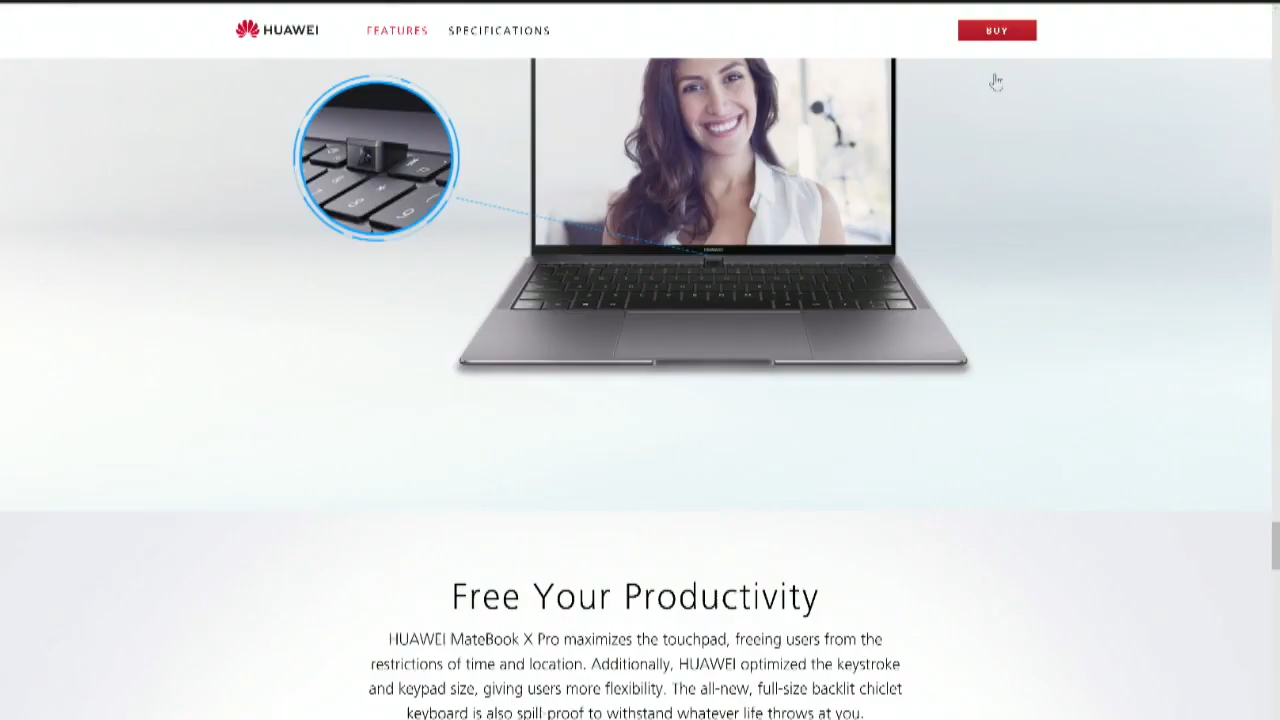 HUAWEI
FEATURES
SPECIFICATIONS
BUY
HUAWEI
Free Your Productivity
HUAWEI MateBook X Pro maximizes the touchpad, freeing users from the
restrictions of time and location. Additionally, HUAWEI optimized the keystroke
and keypad size, giving users more flexibility. The all-new, full-size backlit chiclet
keyboard is also spill-proof to withstand whatever life throws at you.